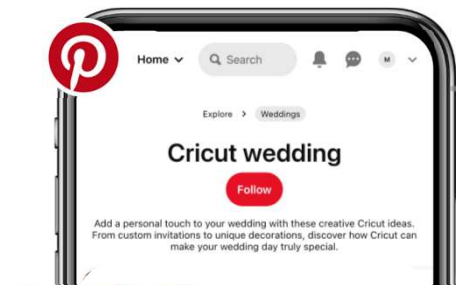 Home Search M
Explore > Weddings
Cricut wedding
Follow
Add a personal touch to your wedding with these creative Cricut ideas.
From custom invitations to unique decorations, discover how Cricut can
make your wedding day truly special.